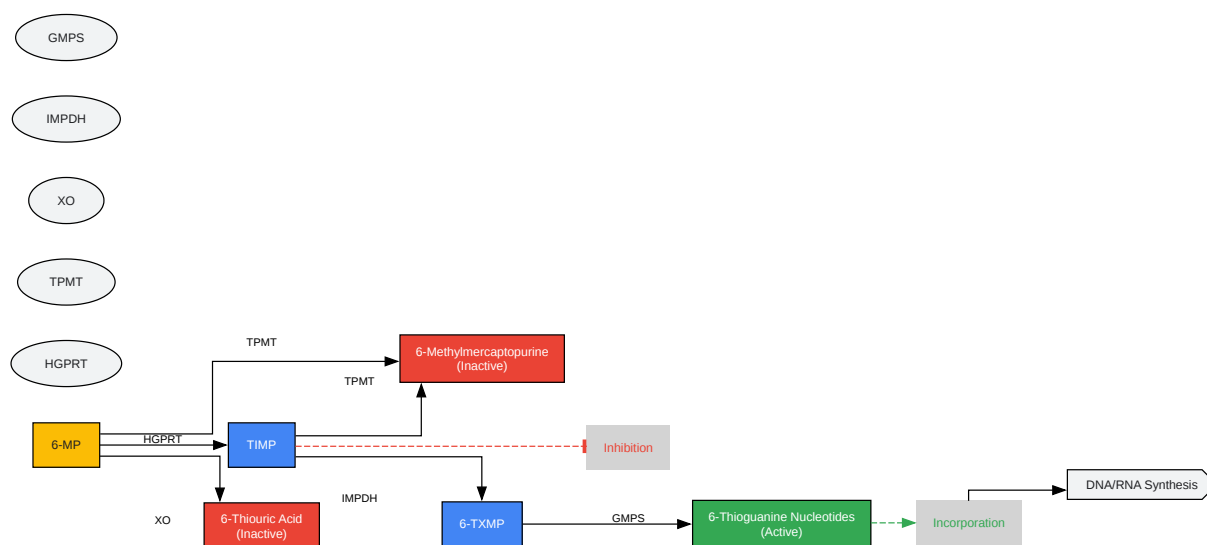 GMPS
IMPDH
XO
TPMT
HGPRT
TPMT
6-Methylmercaptopurine
(Inactive)
TPMT
6-MP
HGPRT
TIMP
Inhibition
DNA/RNA Synthesis
IMPDH
XO
6-Thiouric Acid
(Inactive)
6-TXMP
GMPS
6-Thioguanine Nucleotides
(Active)
Incorporation